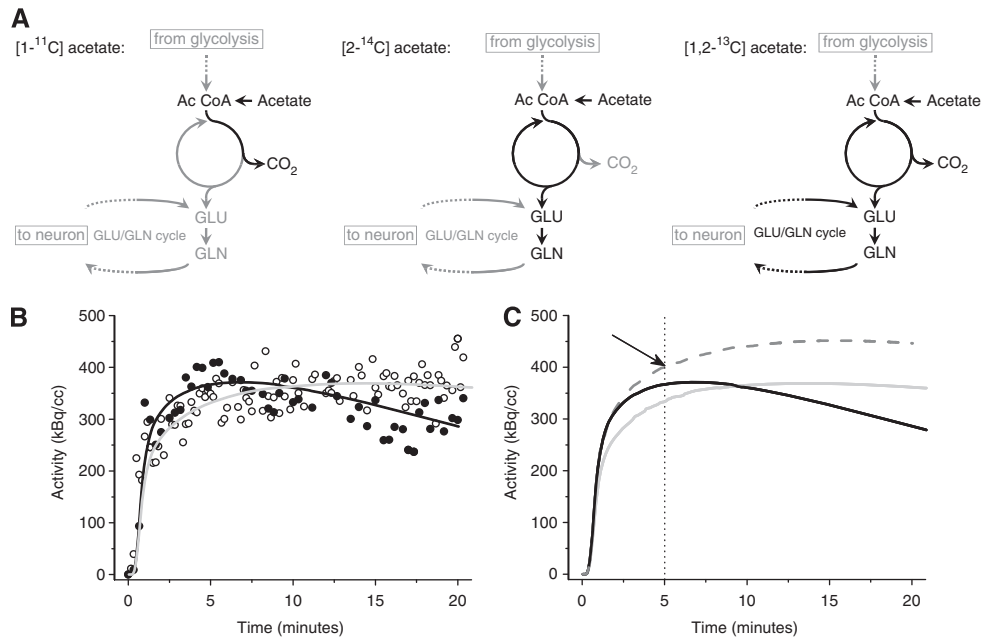 A
[1-¹¹C] acetate:
from glycolysis
Ac CoA
Acetate
CO₂
GLU
to neuron
GLU/GLN cycle
GLN
[2-¹⁴C] acetate:
from glycolysis
Ac CoA
Acetate
CO₂
GLU
to neuron
GLU/GLN cycle
GLN
[1,2-¹³C] acetate:
from glycolysis
Ac CoA
Acetate
CO₂
GLU
to neuron
GLU/GLN cycle
GLN
B
500
400
300
200
100
0
Activity (kBq/cc)
0 5 10 15 20
Time (minutes)
C
500
400
300
200
100
0
Activity (kBq/cc)
0 5 10 15 20
Time (minutes)